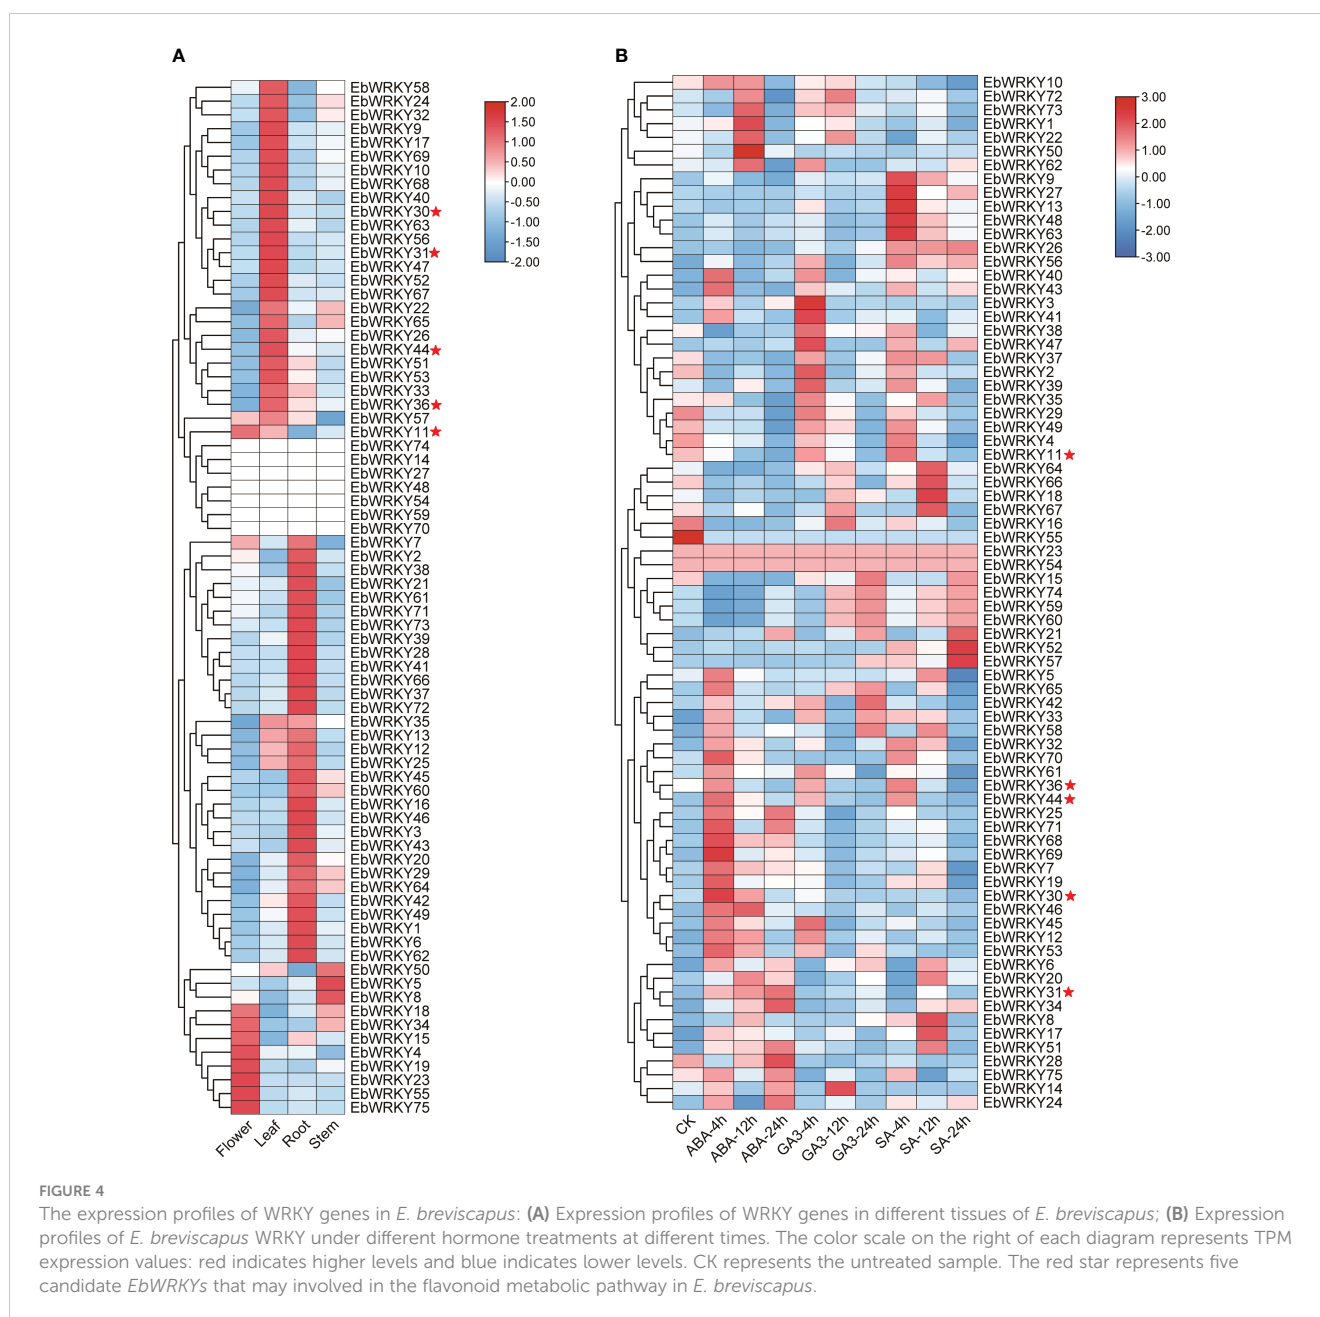 A
EbWRKY58
EbWRKY24
EbWRKY32
EbWRKY9
EbWRKY17
EbWRKY69
EbWRKY10
EbWRKY68
EbWRKY40
EbWRKY30
EbWRKY63
EbWRKY56
EbWRKY31
EbWRKY47
EbWRKY52
EbWRKY67
EbWRKY22
EbWRKY65
EbWRKY26
EbWRKY44
EbWRKY51
EbWRKY53
EbWRKY33
EbWRKY36
EbWRKY57
EbWRKY11
EbWRKY74
EbWRKY14
EbWRKY27
EbWRKY48
EbWRKY54
EbWRKY59
EbWRKY70
EbWRKY7
EbWRKY2
EbWRKY38
EbWRKY21
EbWRKY61
EbWRKY71
EbWRKY73
EbWRKY39
EbWRKY28
EbWRKY41
EbWRKY66
EbWRKY37
EbWRKY72
EbWRKY35
EbWRKY13
EbWRKY12
EbWRKY25
EbWRKY45
EbWRKY60
EbWRKY16
EbWRKY46
EbWRKY3
EbWRKY43
EbWRKY20
EbWRKY29
EbWRKY64
EbWRKY42
EbWRKY49
EbWRKY1
EbWRKY6
EbWRKY62
EbWRKY50
EbWRKY5
EbWRKY8
EbWRKY18
EbWRKY34
EbWRKY15
EbWRKY4
EbWRKY19
EbWRKY23
EbWRKY55
EbWRKY75
Flower Leaf Root Stem
2.00
1.50
1.00
0.50
0.00
-0.50
-1.00
-1.50
-2.00
B
EbWRKY10
EbWRKY72
EbWRKY73
EbWRKY1
EbWRKY22
EbWRKY50
EbWRKY62
EbWRKY9
EbWRKY27
EbWRKY13
EbWRKY48
EbWRKY63
EbWRKY26
EbWRKY56
EbWRKY40
EbWRKY43
EbWRKY3
EbWRKY41
EbWRKY38
EbWRKY47
EbWRKY37
EbWRKY2
EbWRKY39
EbWRKY35
EbWRKY29
EbWRKY49
EbWRKY4
EbWRKY11
EbWRKY64
EbWRKY66
EbWRKY18
EbWRKY67
EbWRKY16
EbWRKY55
EbWRKY23
EbWRKY54
EbWRKY15
EbWRKY74
EbWRKY59
EbWRKY60
EbWRKY21
EbWRKY52
EbWRKY57
EbWRKY5
EbWRKY65
EbWRKY42
EbWRKY33
EbWRKY58
EbWRKY32
EbWRKY70
EbWRKY61
EbWRKY36
EbWRKY44
EbWRKY25
EbWRKY71
EbWRKY68
EbWRKY69
EbWRKY7
EbWRKY19
EbWRKY30
EbWRKY46
EbWRKY45
EbWRKY12
EbWRKY53
EbWRKY6
EbWRKY20
EbWRKY31
EbWRKY34
EbWRKY8
EbWRKY17
EbWRKY51
EbWRKY28
EbWRKY75
EbWRKY14
EbWRKY24
CK ABA-4h ABA-12h ABA-24h GA3-4h GA3-12h GA3-24h SA-4h SA-12h SA-24h
3.00
2.00
1.00
0.00
-1.00
-2.00
-3.00
FIGURE 4
The expression profiles of WRKY genes in E. breviscapus: (A) Expression profiles of WRKY genes in different tissues of E. breviscapus; (B) Expression
profiles of E. breviscapus WRKY under different hormone treatments at different times. The color scale on the right of each diagram represents TPM
expression values: red indicates higher levels and blue indicates lower levels. CK represents the untreated sample. The red star represents five
candidate EbWRKYs that may involved in the flavonoid metabolic pathway in E. breviscapus.